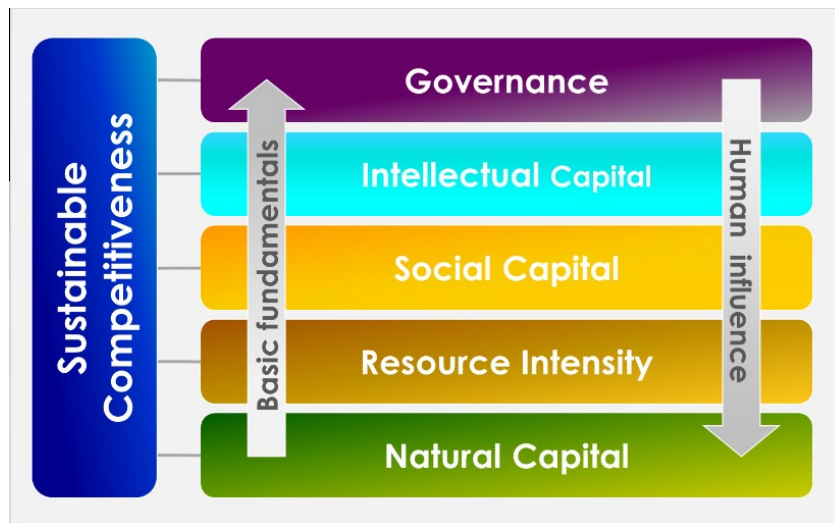 Sustainable
Competitiveness
Governance
Intellectual Capital
Social Capital
Resource Intensity
Natural Capital
Basic fundamentals
Human influence